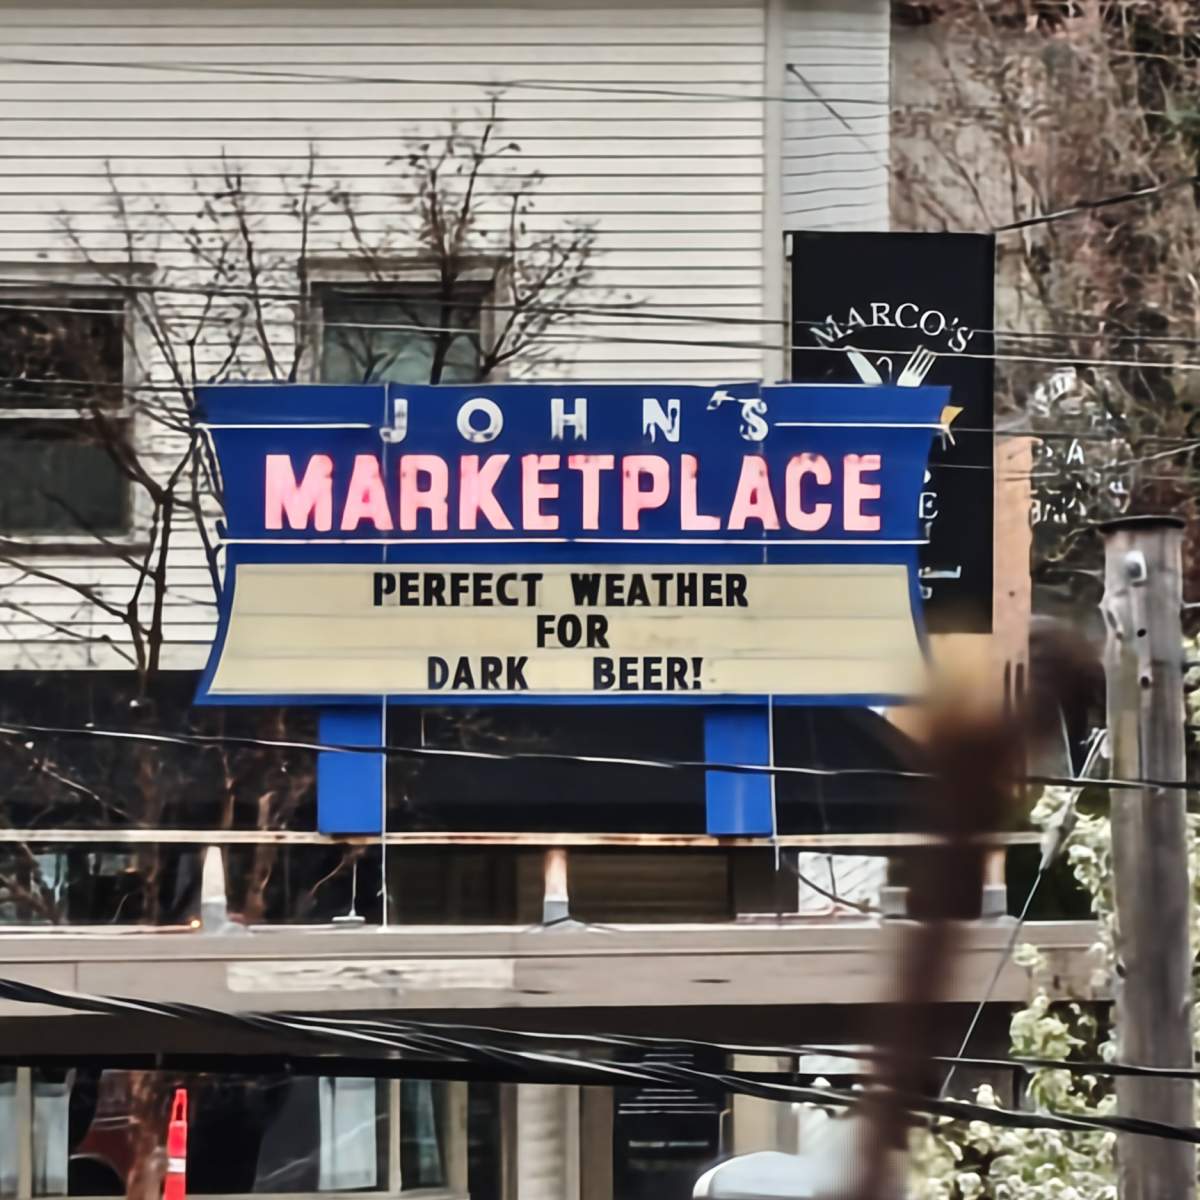 MARCO'S
JOHN'S
MARKETPLACE
PERFECT WEATHER
FOR
DARK BEER!